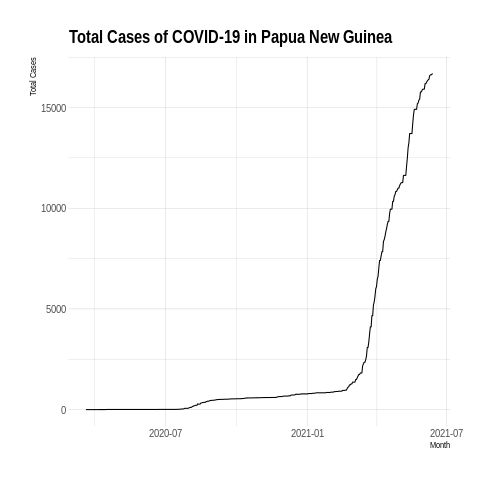 Total Cases of COVID-19 in Papua New Guinea
Total Cases
15000
10000
5000
0
2020-07
2021-01
2021-07
Month